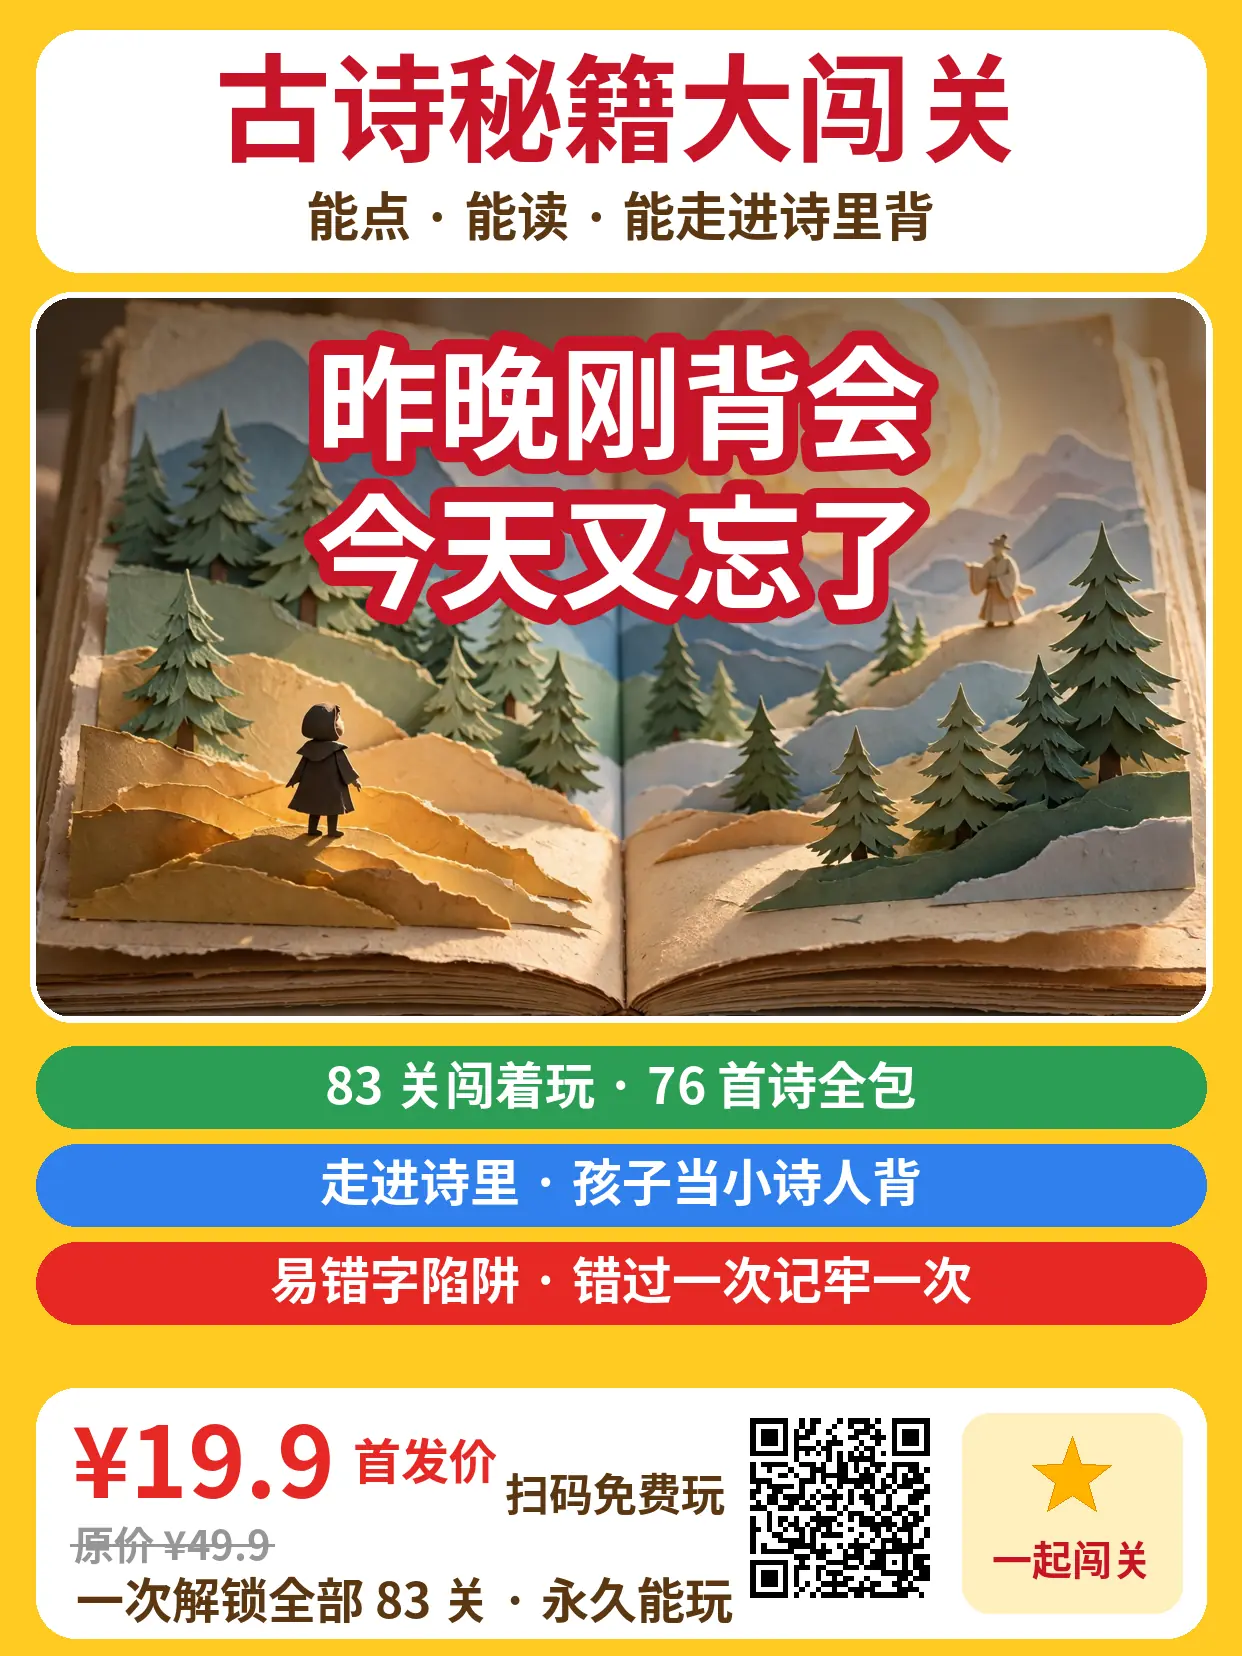 古诗秘籍大闯关
能点 · 能读 · 能走进诗里背
昨晚刚背会
今天又忘了
83 关闯着玩 · 76 首诗全包
走进诗里 · 孩子当小诗人背
易错字陷阱 · 错过一次记牢一次
¥19.9 首发价
扫码免费玩
原价 ¥49.9
一次解锁全部 83 关 · 永久能玩
一起闯关